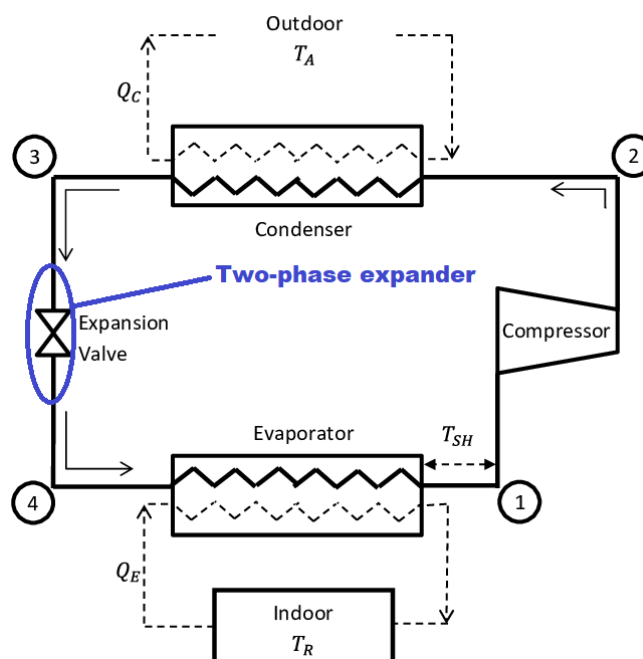 Outdoor
T_A
Q_C
3
2
Condenser
Two-phase expander
Expansion
Valve
Compressor
Evaporator
T_SH
4
1
Q_E
Indoor
T_R